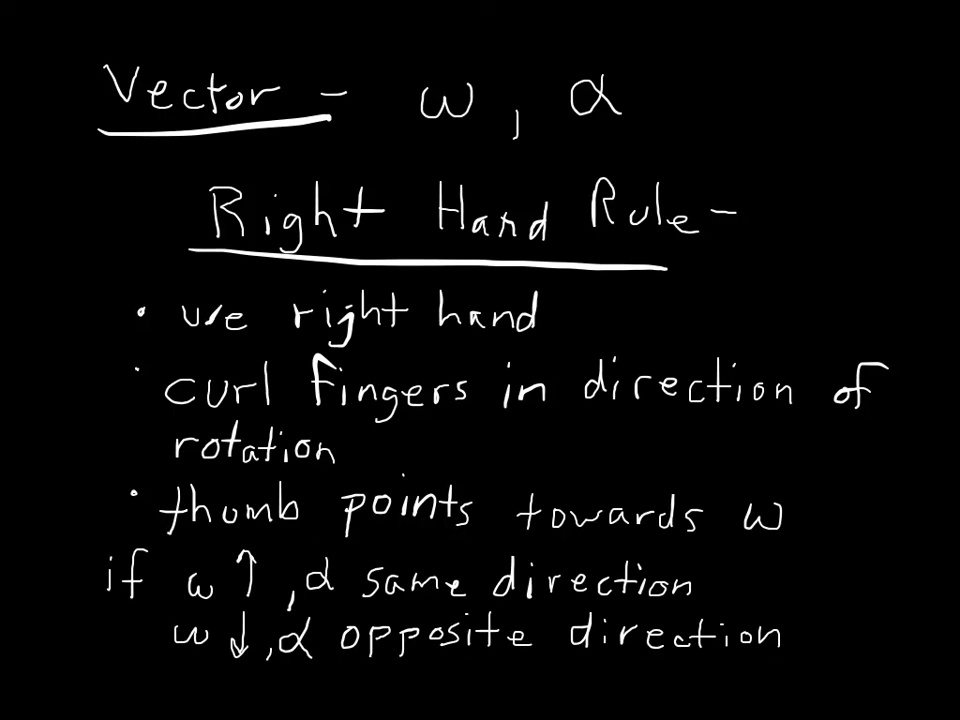 Vector - ω, α
Right Hand Rule -
• use right hand
• curl fingers in direction of
rotation
• thumb points towards ω
if ω ↑, α same direction
ω ↓, α opposite direction